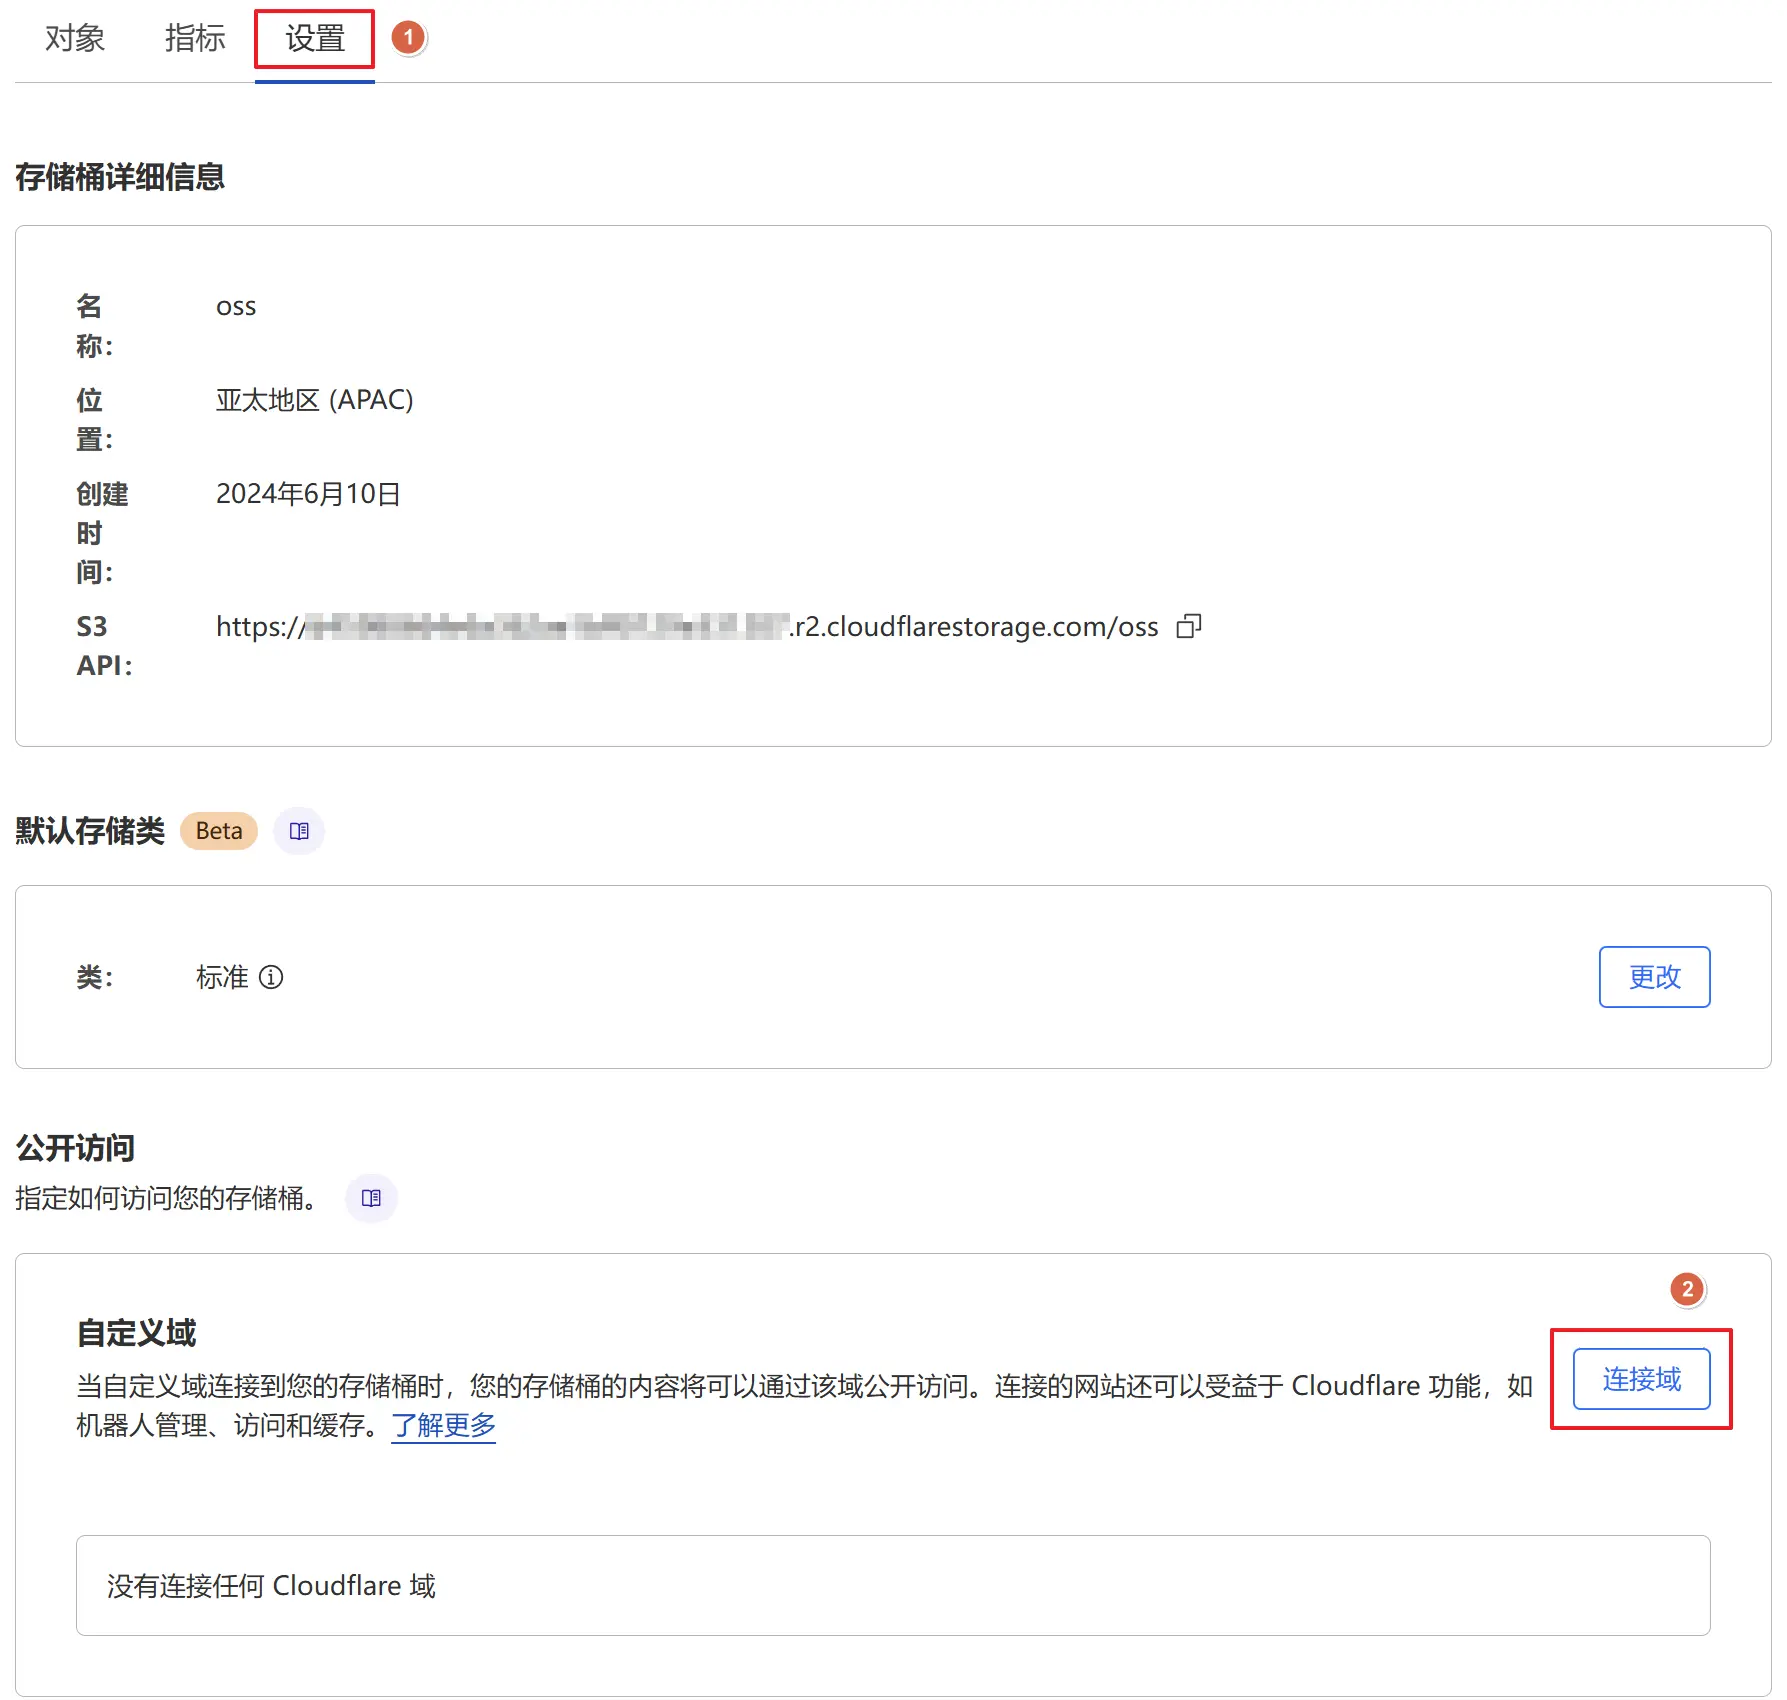 对象 指标 设置 1
存储桶详细信息
名
称： oss
位
置： 亚太地区 (APAC)
创建
时
间： 2024年6月10日
S3
API： https:// .r2.cloudflarestorage.com/oss
默认存储类 Beta
类： 标准 更改
公开访问
指定如何访问您的存储桶。
2
自定义域
当自定义域连接到您的存储桶时，您的存储桶的内容将可以通过该域公开访问。连接的网站还可以受益于 Cloudflare 功能，如
机器人管理、访问和缓存。了解更多
连接域
没有连接任何 Cloudflare 域